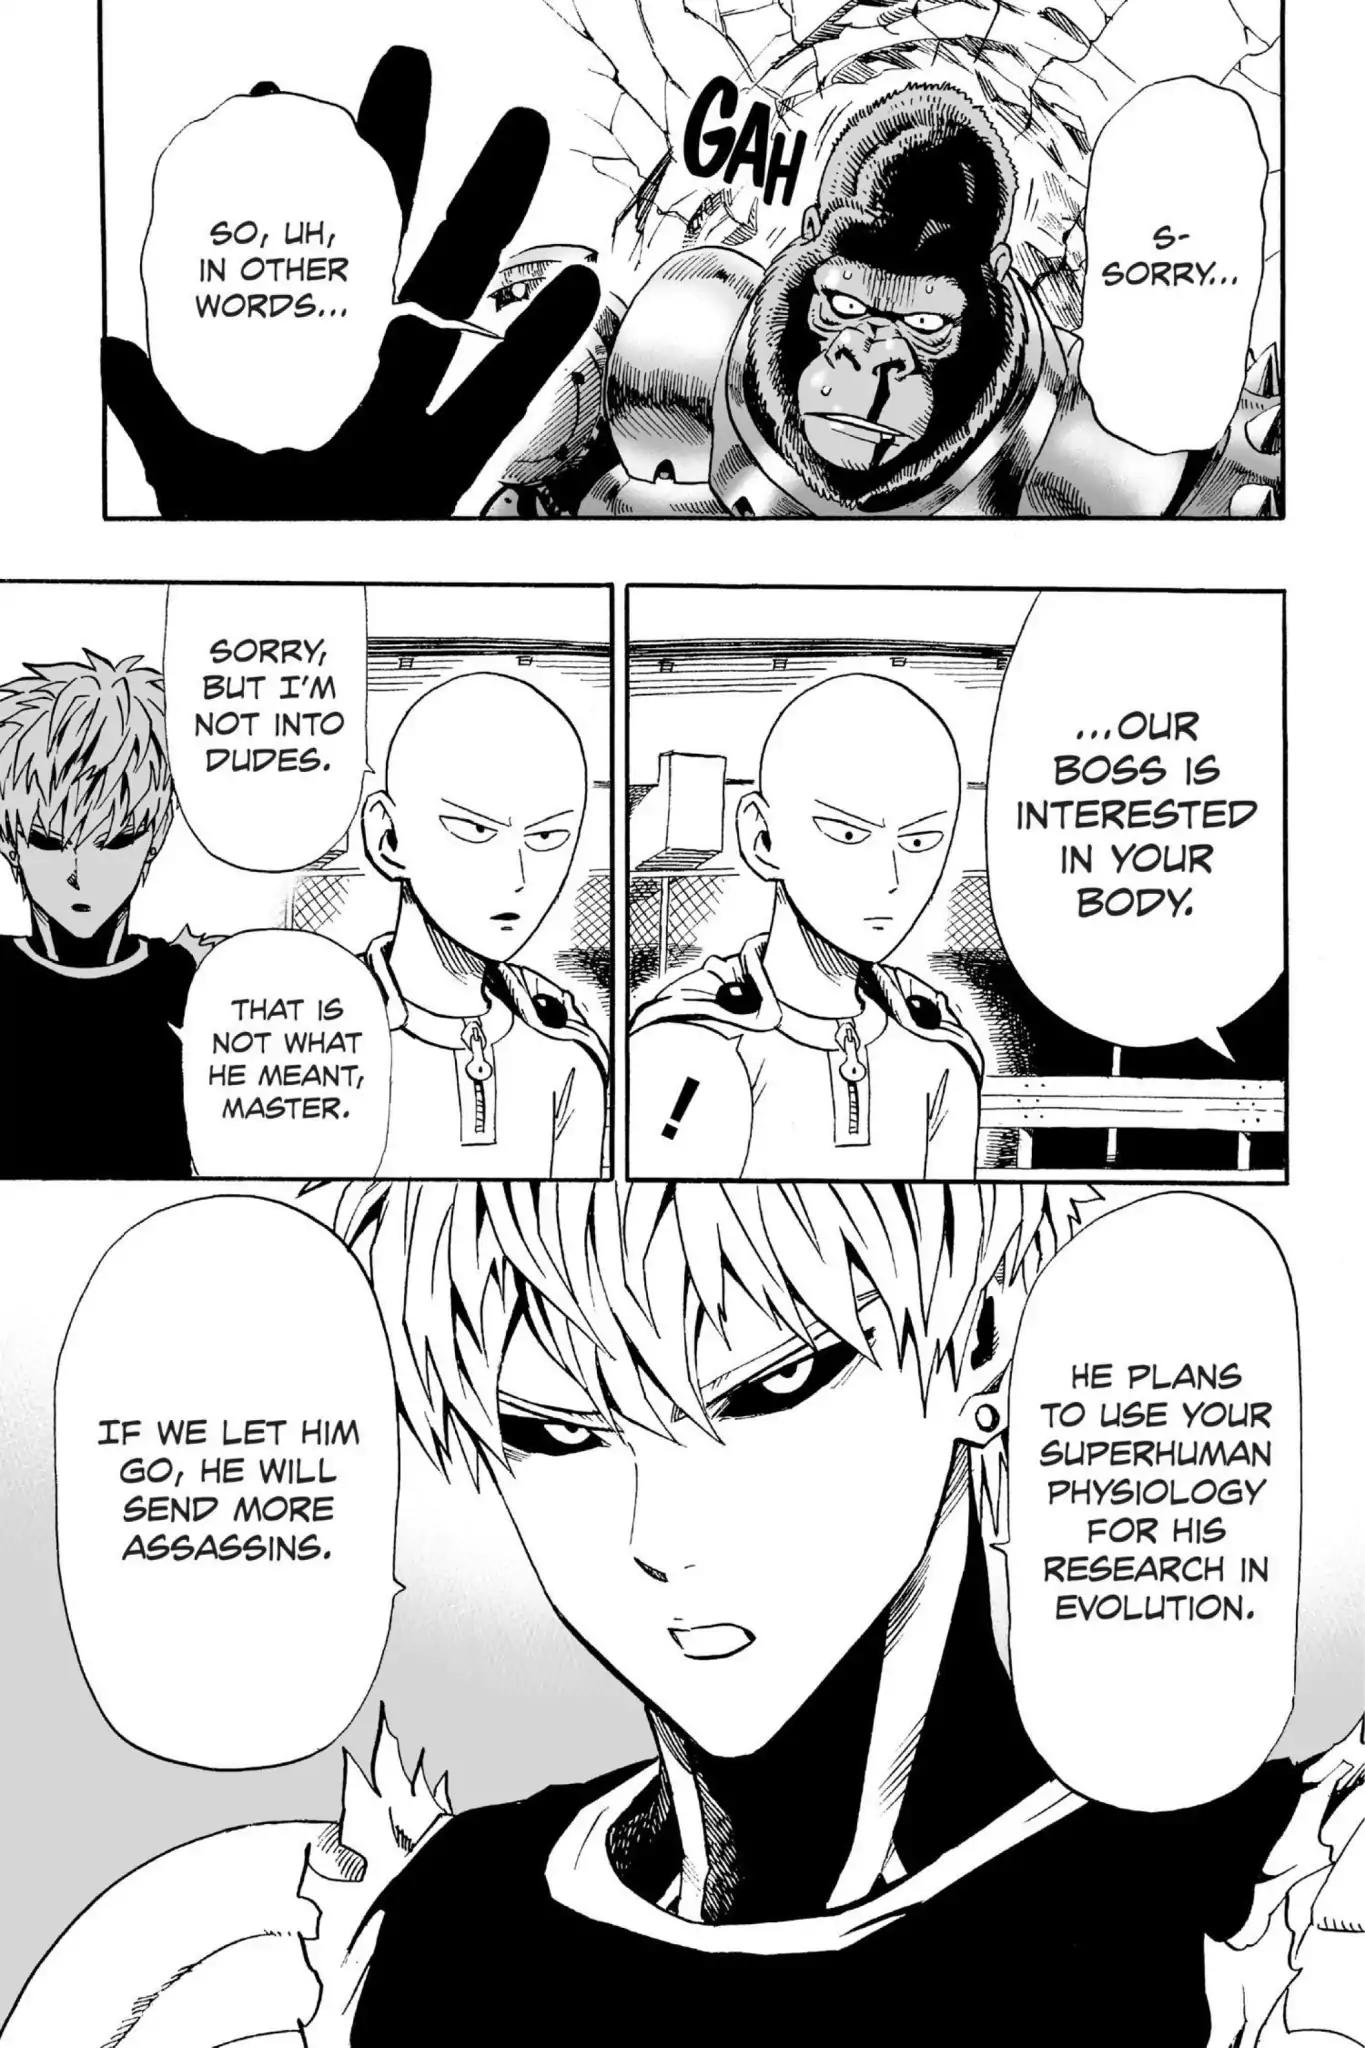 S-
SORRY...
GAH
SO, UH,
IN OTHER
WORDS...
...OUR
BOSS IS
INTERESTED
IN YOUR
BODY.
!
SORRY,
BUT I'M
NOT INTO
DUDES.
THAT IS
NOT WHAT
HE MEANT,
MASTER.
HE PLANS
TO USE YOUR
SUPERHUMAN
PHYSIOLOGY
FOR HIS
RESEARCH IN
EVOLUTION.
IF WE LET HIM
GO, HE WILL
SEND MORE
ASSASSINS.